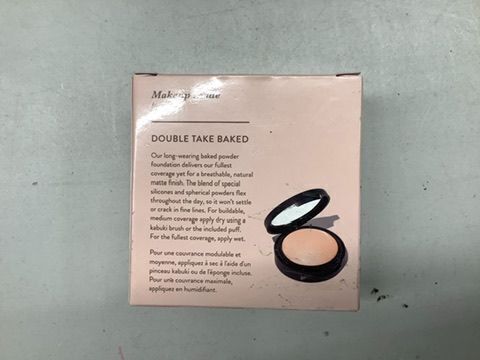 Makeup
DOUBLE TAKE BAKED
Our long-wearing baked powder
foundation delivers our fullest
coverage yet for a breathable, natural
matte finish. The blend of special
silicones and spherical powders flex
throughout the day, so it won't settle
or crack in fine lines. For buildable,
medium coverage apply dry using a
kabuki brush or the included puff.
For the fullest coverage, apply wet.
Pour une couvrance modulable et
moyenne, appliquez à sec à l'aide d'un
pinceau kabuki ou de l'éponge incluse.
Pour une couvrance maximale,
appliquez en humidifiant.